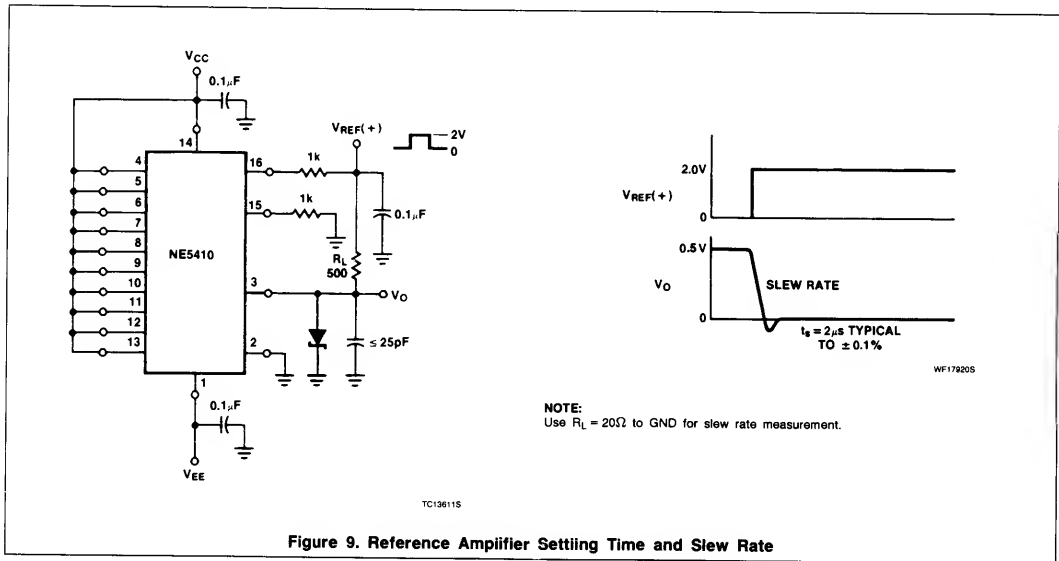 VCC
0.1μF
14
VREF(+)
2V
0
4
5
6
7
8
9
10
11
12
13
NE5410
16
1k
15
1k
0.1μF
RL
500
3
VO
≤ 25pF
2
1
0.1μF
VEE
TC13611S
2.0V
VREF(+)
0
0.5V
VO
SLEW RATE
0
ts = 2μs TYPICAL
TO ± 0.1%
WF17920S
NOTE:
Use RL = 20Ω to GND for slew rate measurement.
Figure 9. Reference Amplifier Settling Time and Slew Rate